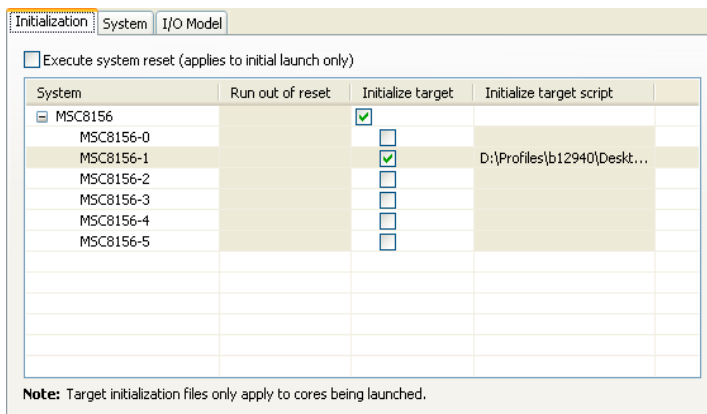 Initialization System I/O Model
Execute system reset (applies to initial launch only)
System Run out of reset Initialize target Initialize target script
MSC8156
MSC8156-0
MSC8156-1 D:\Profiles\b12940\Deskt...
MSC8156-2
MSC8156-3
MSC8156-4
MSC8156-5
Note: Target initialization files only apply to cores being launched.